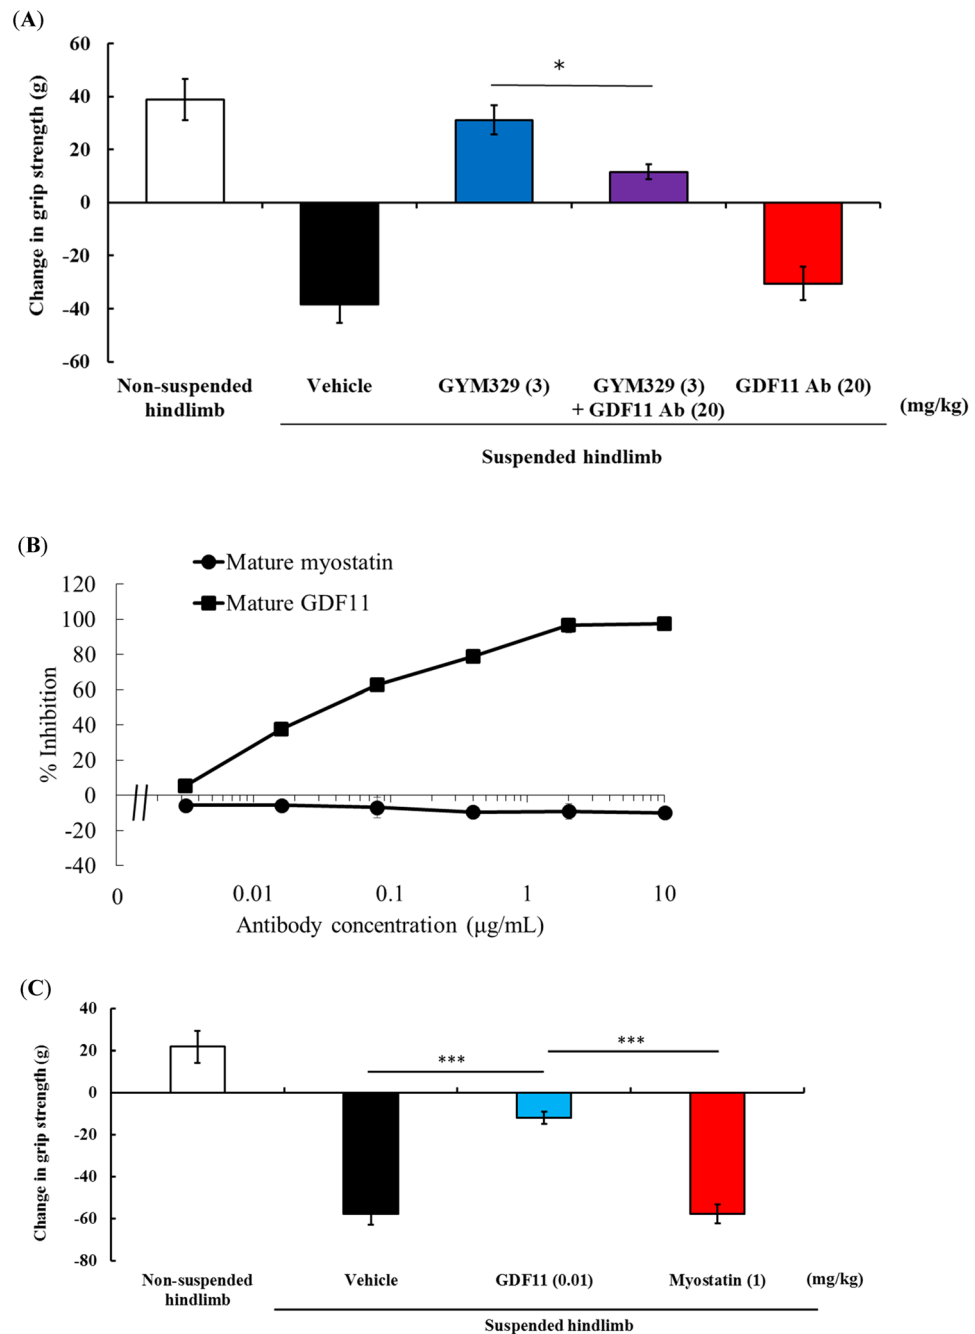 (A)
60
40
20
0
-20
-40
-60
Change in grip strength (g)
*
Non-suspended
hindlimb
Vehicle
GYM329 (3)
GYM329 (3)
+ GDF11 Ab (20)
GDF11 Ab (20)
(mg/kg)
Suspended hindlimb
(B)
Mature myostatin
Mature GDF11
120
100
80
60
40
20
0
-20
-40
% Inhibition
0
0.01
0.1
1
10
Antibody concentration (µg/mL)
(C)
40
20
0
-20
-40
-60
-80
Change in grip strength (g)
***
***
Non-suspended
hindlimb
Vehicle
GDF11 (0.01)
Myostatin (1)
(mg/kg)
Suspended hindlimb